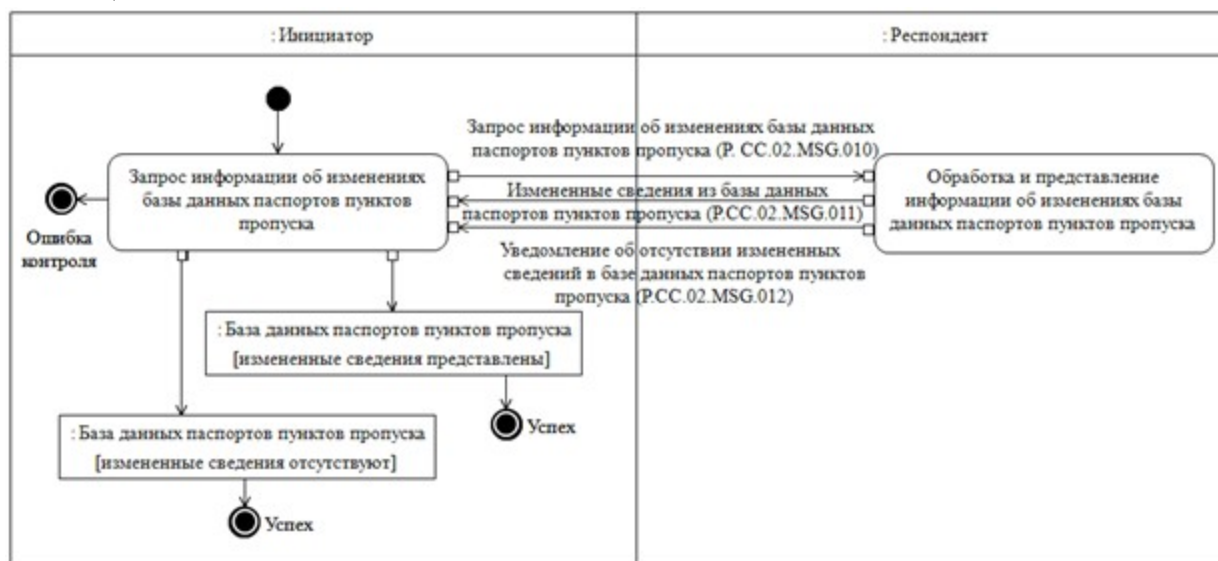 : Инициатор
: Респондент
Запрос информации об изменениях базы данных
паспортов пунктов пропуска (P. CC.02.MSG.010)
Запрос информации об изменениях
базы данных паспортов пунктов
пропуска
Измененные сведения из базы данных
паспортов пунктов пропуска (P.CC.02.MSG.011)
Обработка и представление
информации об изменениях базы
данных паспортов пунктов пропуска
Ошибка
контроля
Уведомление об отсутствии измененных
сведений в базе данных паспортов пунктов
пропуска (P.CC.02.MSG.012)
: База данных паспортов пунктов пропуска
[измененные сведения представлены]
Успех
: База данных паспортов пунктов пропуска
[измененные сведения отсутствуют]
Успех